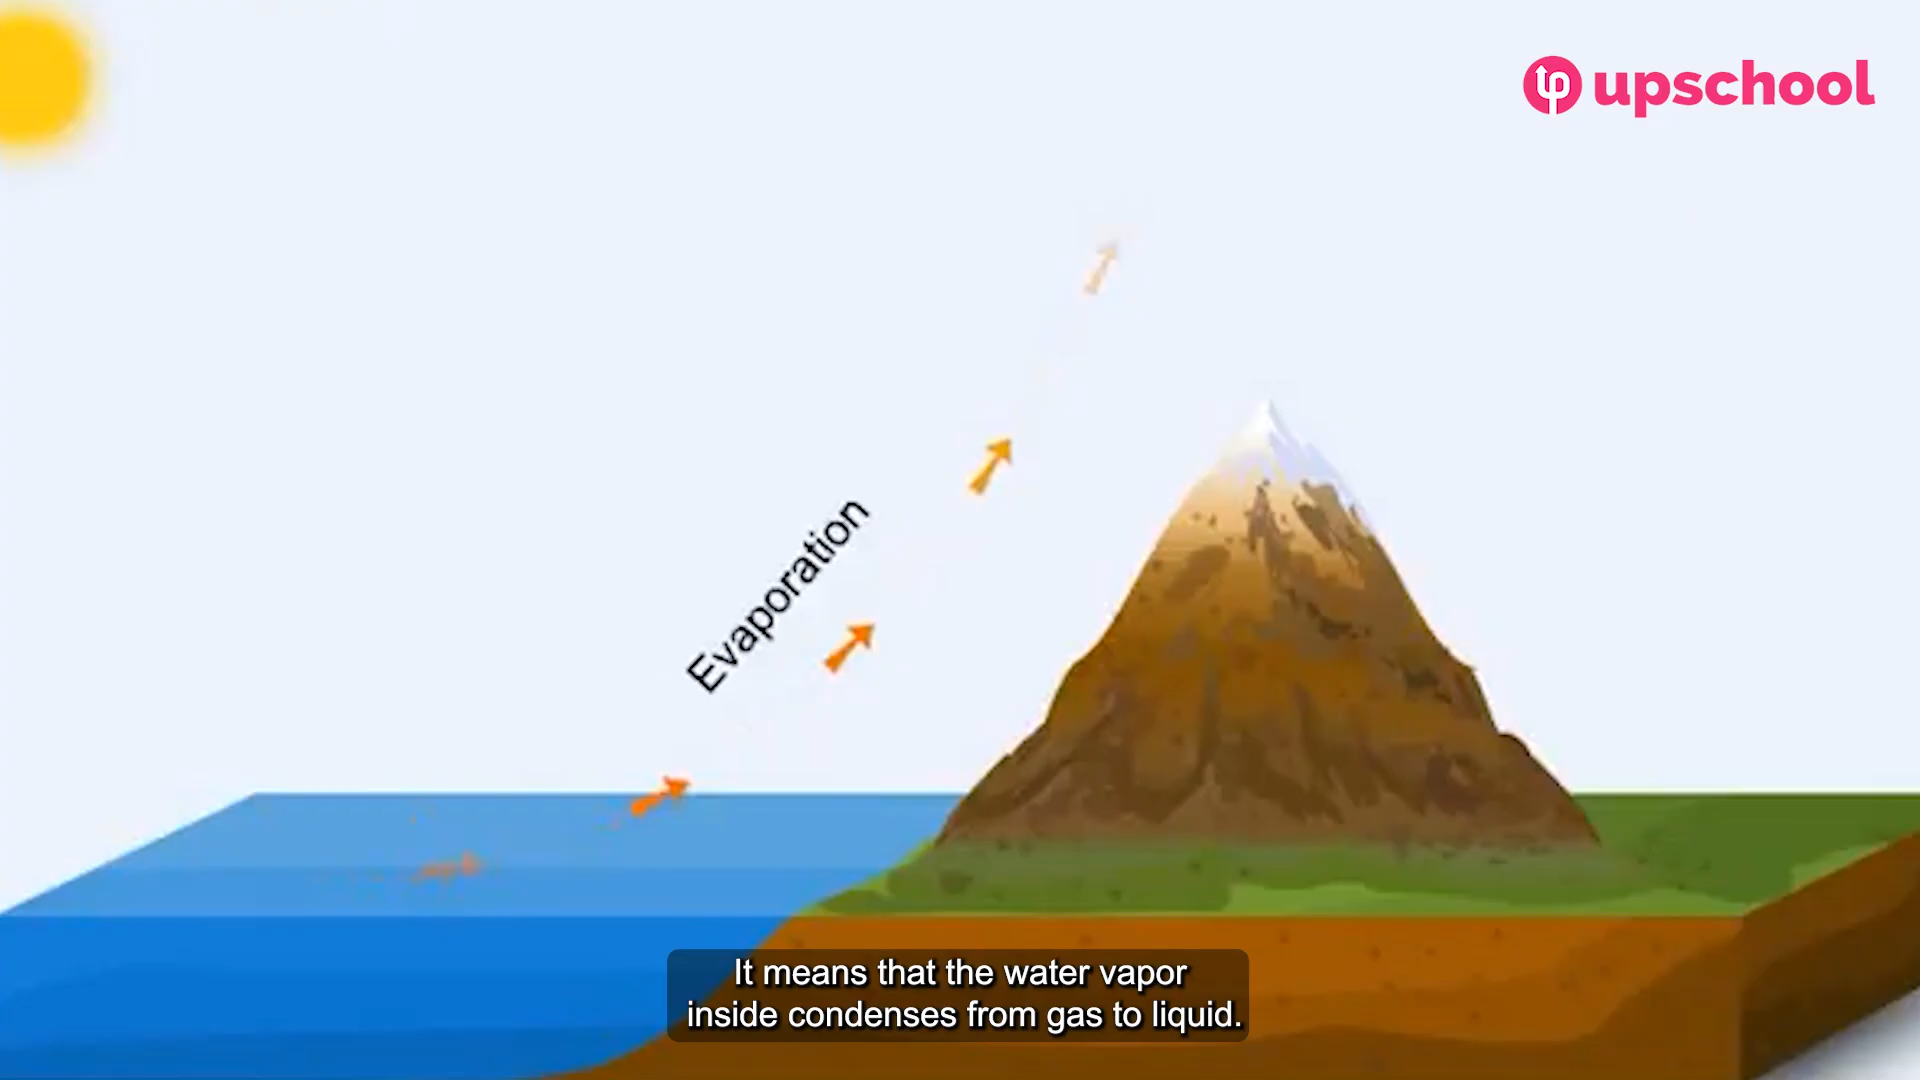 upschool
Evaporation
It means that the water vapor
inside condenses from gas to liquid.